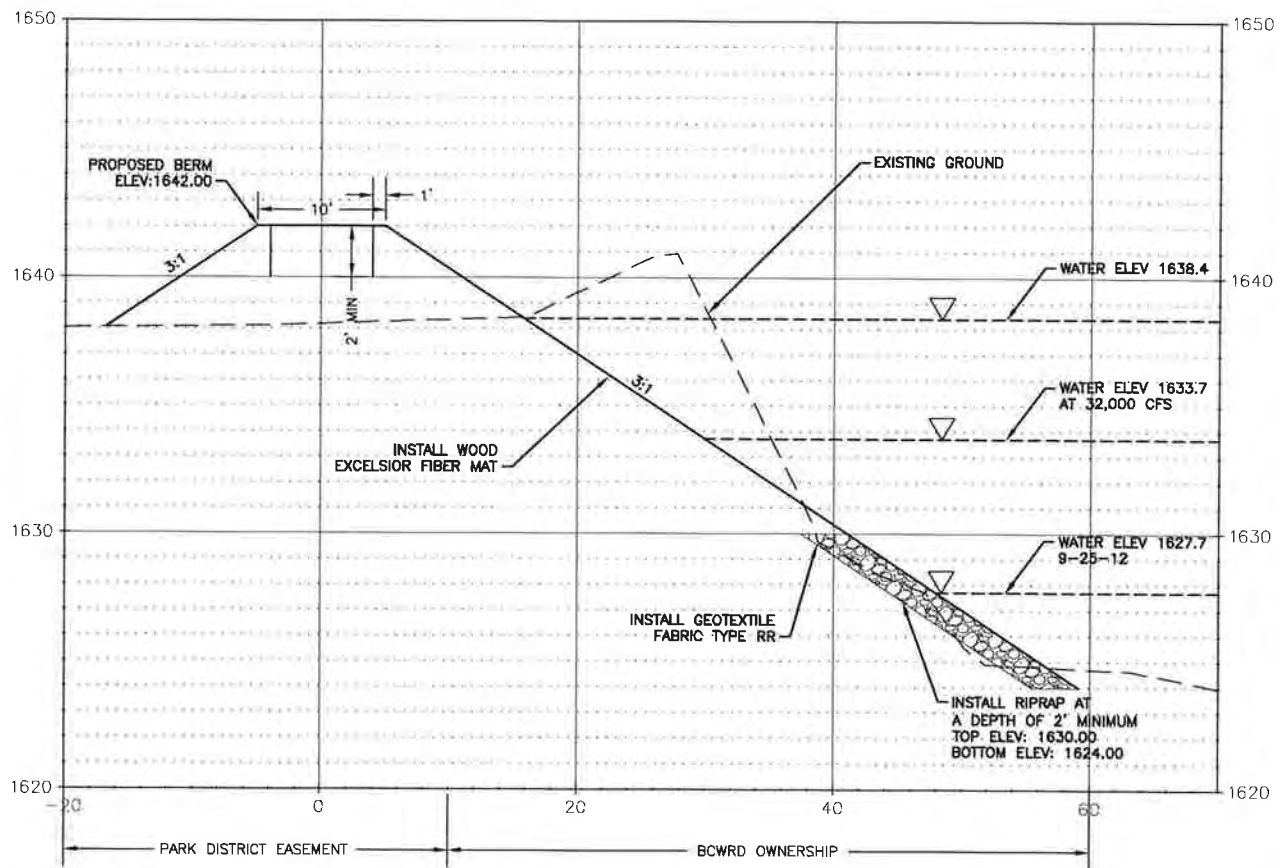 1650
1650
PROPOSED BERM
ELEV:1642.00
10'
1'
3:1
EXISTING GROUND
1640
1640
2' MIN
WATER ELEV 1638.4
3:1
WATER ELEV 1633.7
AT 32,000 CFS
INSTALL WOOD
EXCELSIOR FIBER MAT
1630
1630
WATER ELEV 1627.7
9-25-12
INSTALL GEOTEXTILE
FABRIC TYPE RR
INSTALL RIPRAP AT
A DEPTH OF 2' MINIMUM
TOP ELEV: 1630.00
BOTTOM ELEV: 1624.00
1620
1620
-20
0
20
40
60
PARK DISTRICT EASEMENT
BCWRD OWNERSHIP